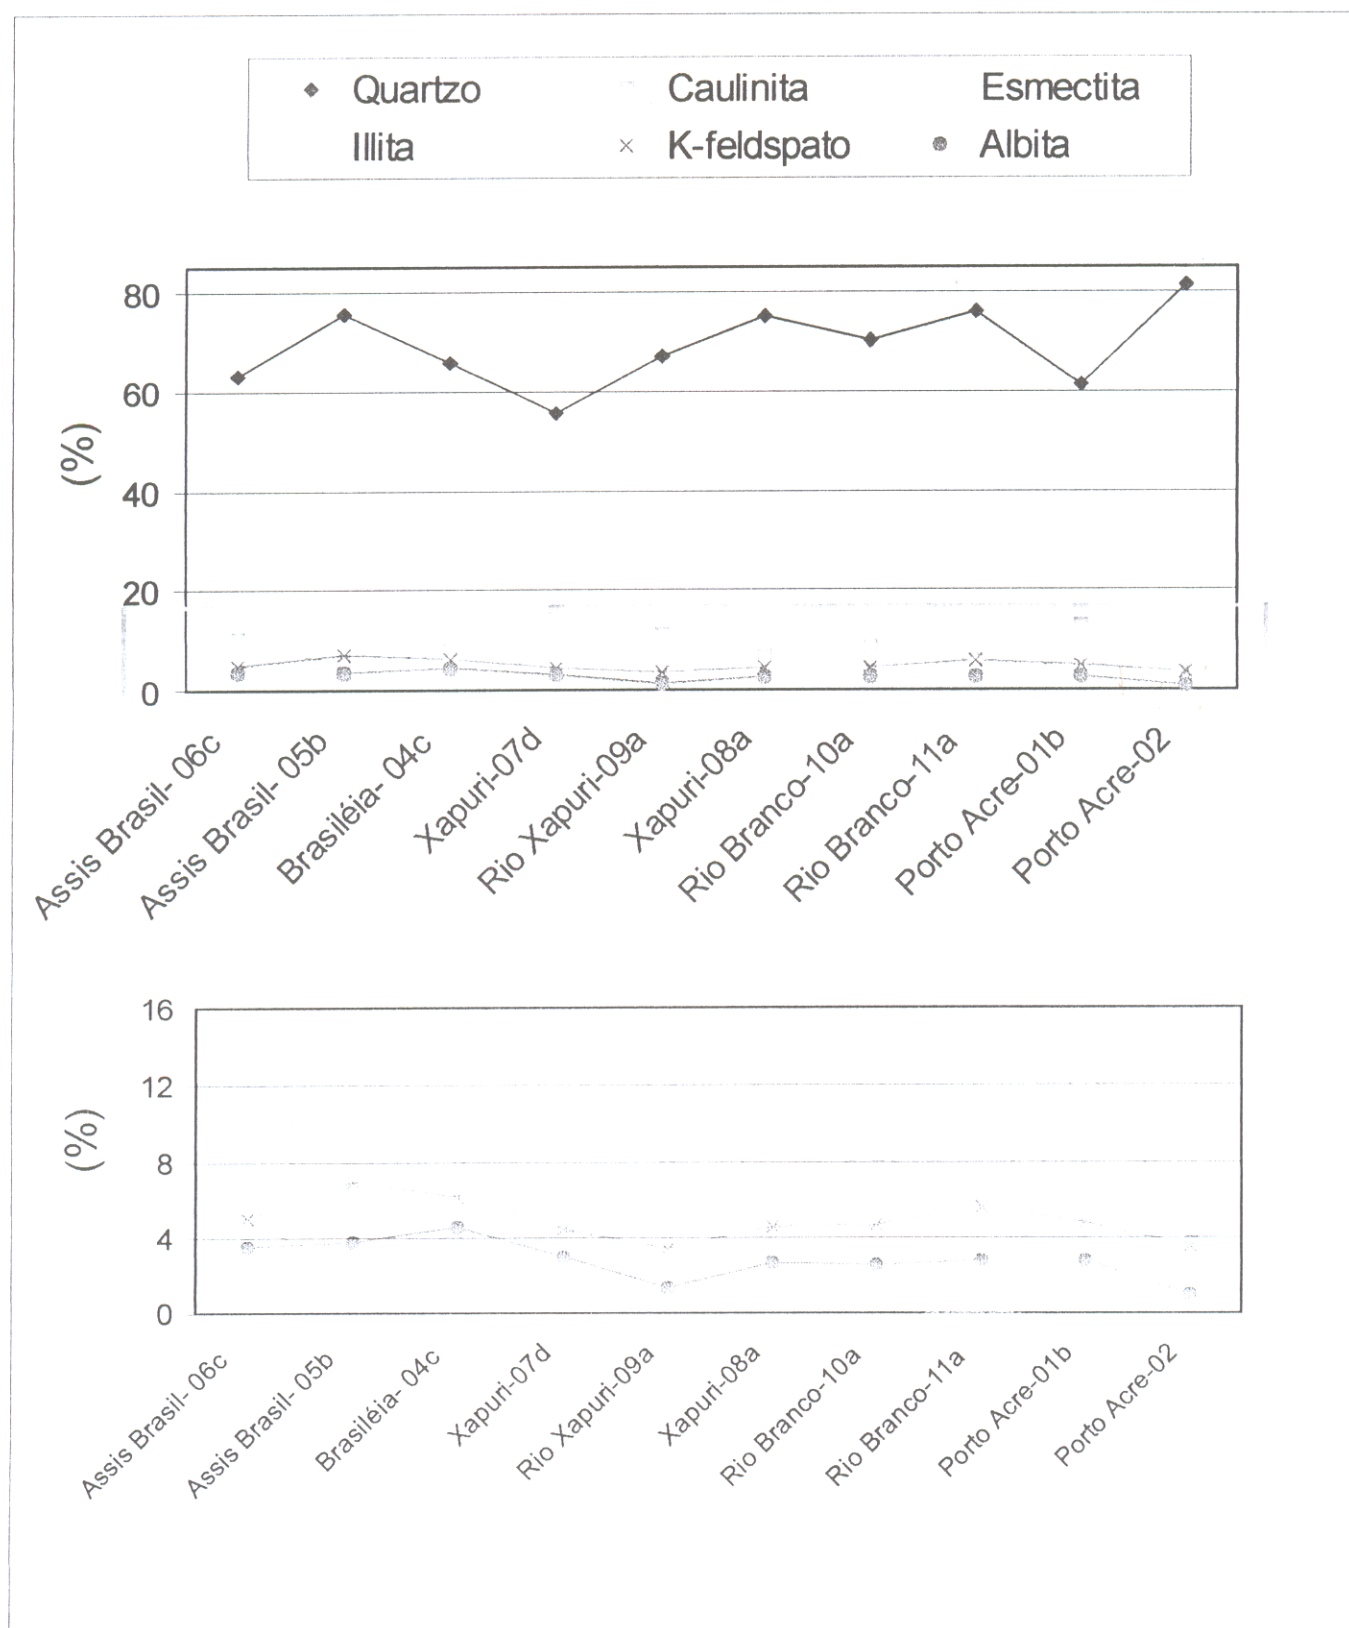 Quartzo Caulinita Esmectita
Illita K-feldspato Albita
80
60
(%)
40
20
0
Assis Brasil- 06c
Assis Brasil- 05b
Brasiléia- 04c
Xapuri-07d
Rio Xapuri-09a
Xapuri-08a
Rio Branco-10a
Rio Branco-11a
Porto Acre-01b
Porto Acre-02
16
12
(%)
8
4
0
Assis Brasil- 06c
Assis Brasil- 05b
Brasiléia- 04c
Xapuri-07d
Rio Xapuri-09a
Xapuri-08a
Rio Branco-10a
Rio Branco-11a
Porto Acre-01b
Porto Acre-02